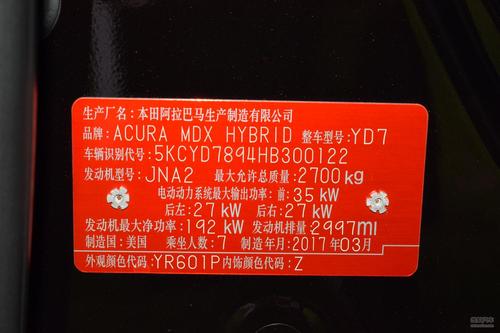 生产厂名：本田阿拉巴马生产制造有限公司
品牌：ACURA MDX HYBRID 整车型号：YD7
车辆识别代号：5KCYD7894HB300122
发动机型号：JNA2 最大允许总质量：2700kg
电动动力系统最大输出功率：前：35kW
后左：27kW 后右：27kW
发动机最大净功率：192kW 发动机排量：2997ml
制造国：美国 乘坐人数：7 制造年月：2017年03月
外观颜色代码：YR601P 内饰颜色代码：Z